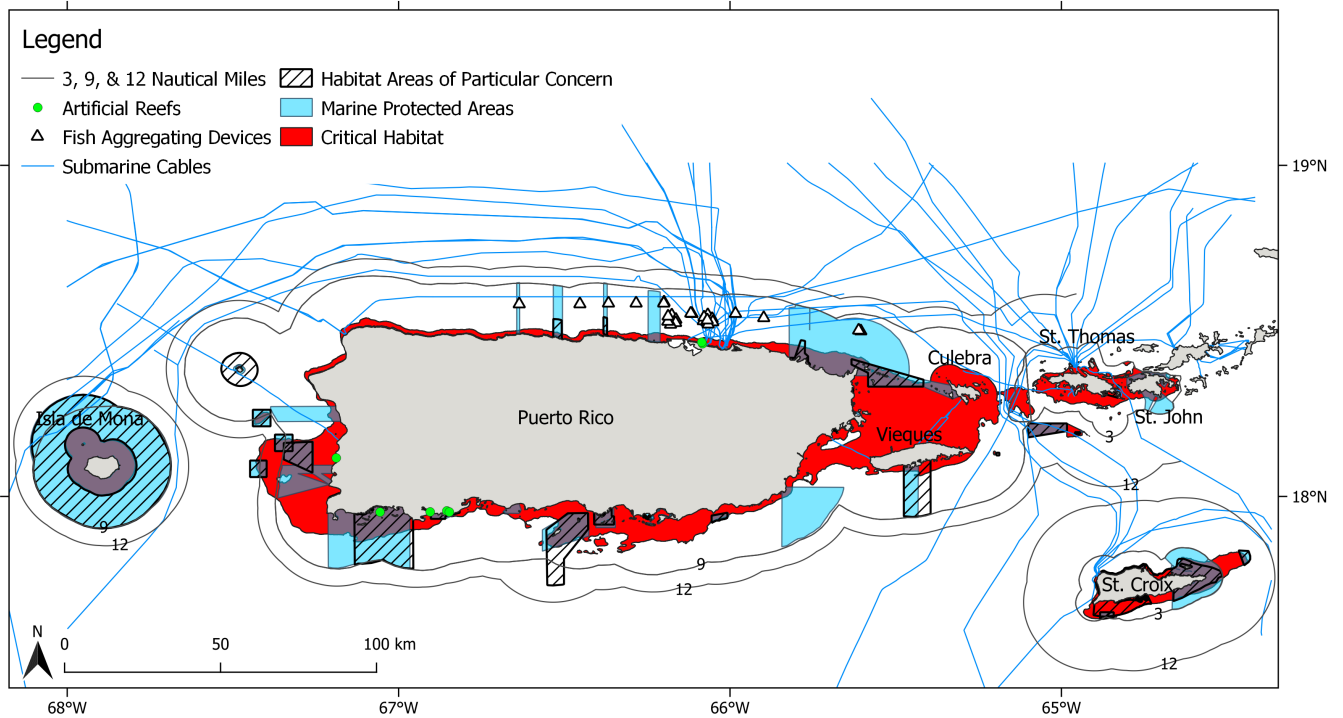 Legend
3, 9, & 12 Nautical Miles
Habitat Areas of Particular Concern
Artificial Reefs
Marine Protected Areas
Fish Aggregating Devices
Critical Habitat
Submarine Cables
19°N
St. Thomas
Culebra
Isla de Mona
Puerto Rico
St. John
Vieques
3
12
18°N
9
12
9
12
St. Croix
3
12
N
0
50
100 km
68°W
67°W
66°W
65°W